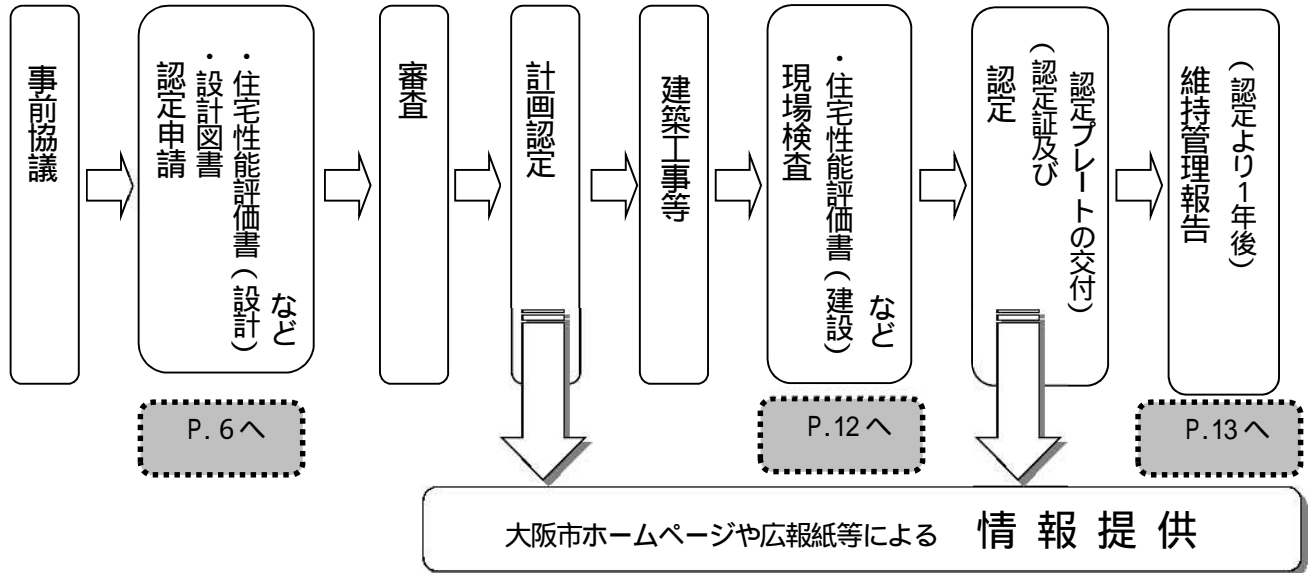 事前協議
認定申請
・設計図書
・住宅性能評価書(設計)
など
審査
計画認定
建築工事等
現場検査
・住宅性能評価書(建設)
など
認定
(認定証及び
認定プレートの交付)
維持管理報告
(認定より1年後)
P.6へ
P.12へ
P.13へ
大阪市ホームページや広報紙等による 情報提供